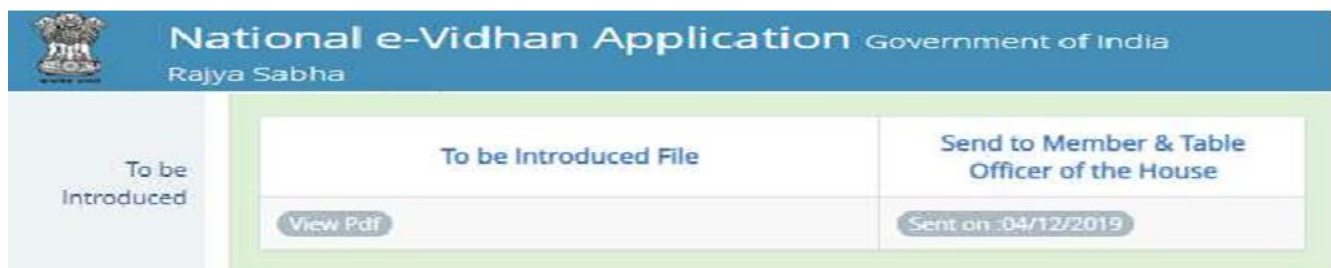 National e-Vidhan Application Government of India
Rajya Sabha
To be Introduced File
Send to Member & Table
Officer of the House
To be
Introduced
View Pdf
Sent on :04/12/2019